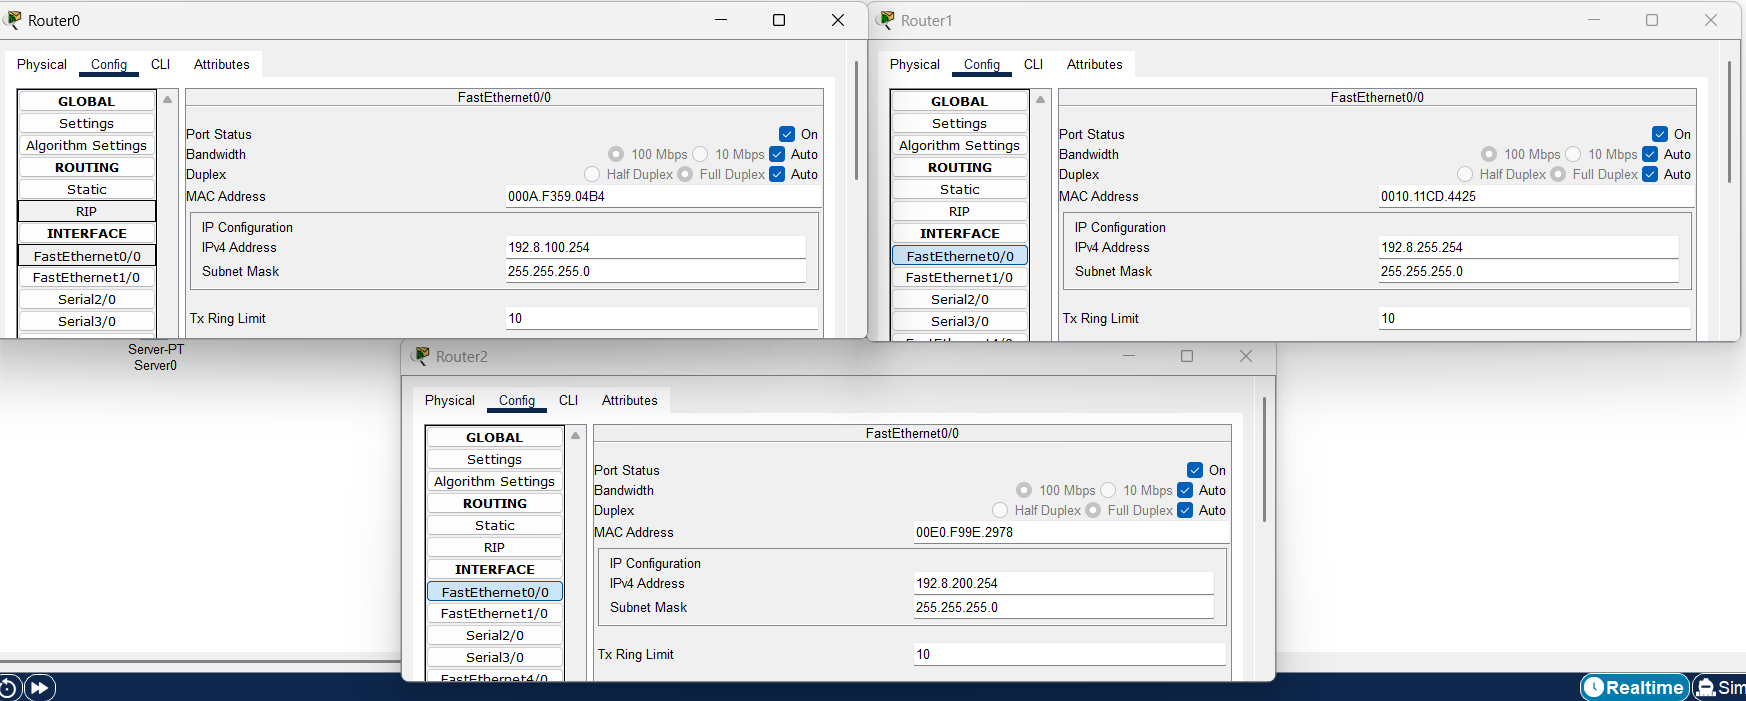 Router0
Physical Config CLI Attributes
GLOBAL
Settings
Algorithm Settings
ROUTING
Static
RIP
INTERFACE
FastEthernet0/0
FastEthernet1/0
Serial2/0
Serial3/0
FastEthernet0/0
Port Status On
Bandwidth 100 Mbps 10 Mbps Auto
Duplex Half Duplex Full Duplex Auto
MAC Address 000A.F359.04B4
IP Configuration
IPv4 Address 192.8.100.254
Subnet Mask 255.255.255.0
Tx Ring Limit 10
Router1
Physical Config CLI Attributes
GLOBAL
Settings
Algorithm Settings
ROUTING
Static
RIP
INTERFACE
FastEthernet0/0
FastEthernet1/0
Serial2/0
Serial3/0
FastEthernet4/0
FastEthernet0/0
Port Status On
Bandwidth 100 Mbps 10 Mbps Auto
Duplex Half Duplex Full Duplex Auto
MAC Address 0010.11CD.4425
IP Configuration
IPv4 Address 192.8.255.254
Subnet Mask 255.255.255.0
Tx Ring Limit 10
Server-PT
Server0
Router2
Physical Config CLI Attributes
GLOBAL
Settings
Algorithm Settings
ROUTING
Static
RIP
INTERFACE
FastEthernet0/0
FastEthernet1/0
Serial2/0
Serial3/0
FastEthernet4/0
FastEthernet0/0
Port Status On
Bandwidth 100 Mbps 10 Mbps Auto
Duplex Half Duplex Full Duplex Auto
MAC Address 00E0.F99E.2978
IP Configuration
IPv4 Address 192.8.200.254
Subnet Mask 255.255.255.0
Tx Ring Limit 10
Realtime Sim